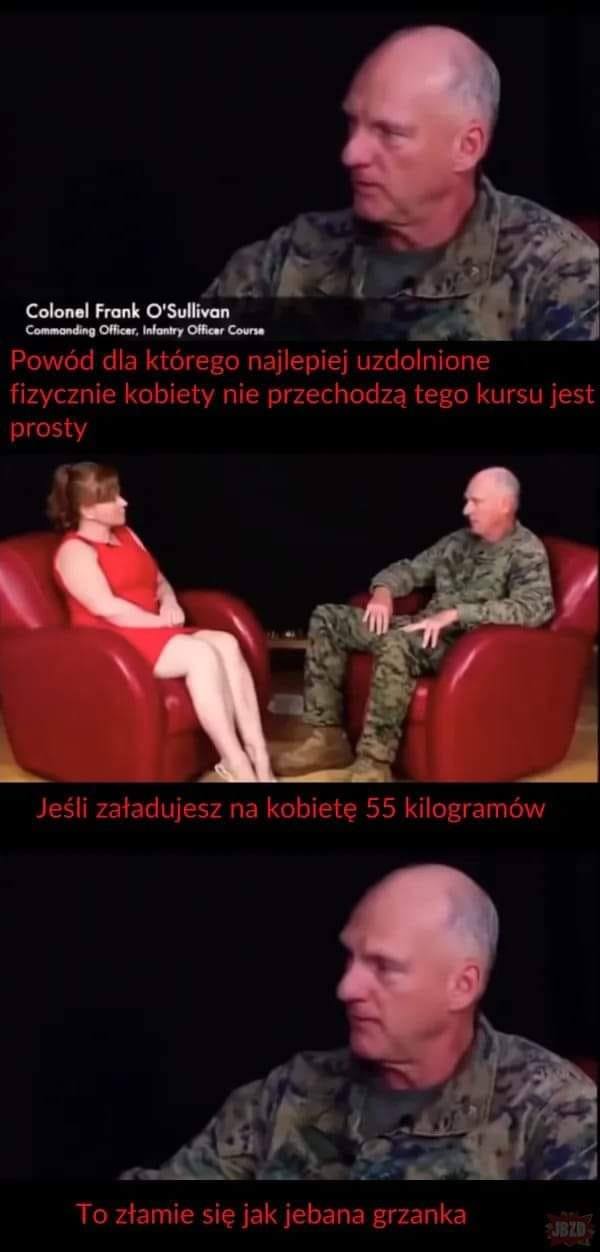 Colonel Frank O'Sullivan
Commanding Officer, Infantry Officer Course
Powód dla którego najlepiej uzdolnione
fizycznie kobiety nie przechodzą tego kursu jest
prosty
Jeśli załadujesz na kobietę 55 kilogramów
To złamie się jak jebana grzanka
JBZD